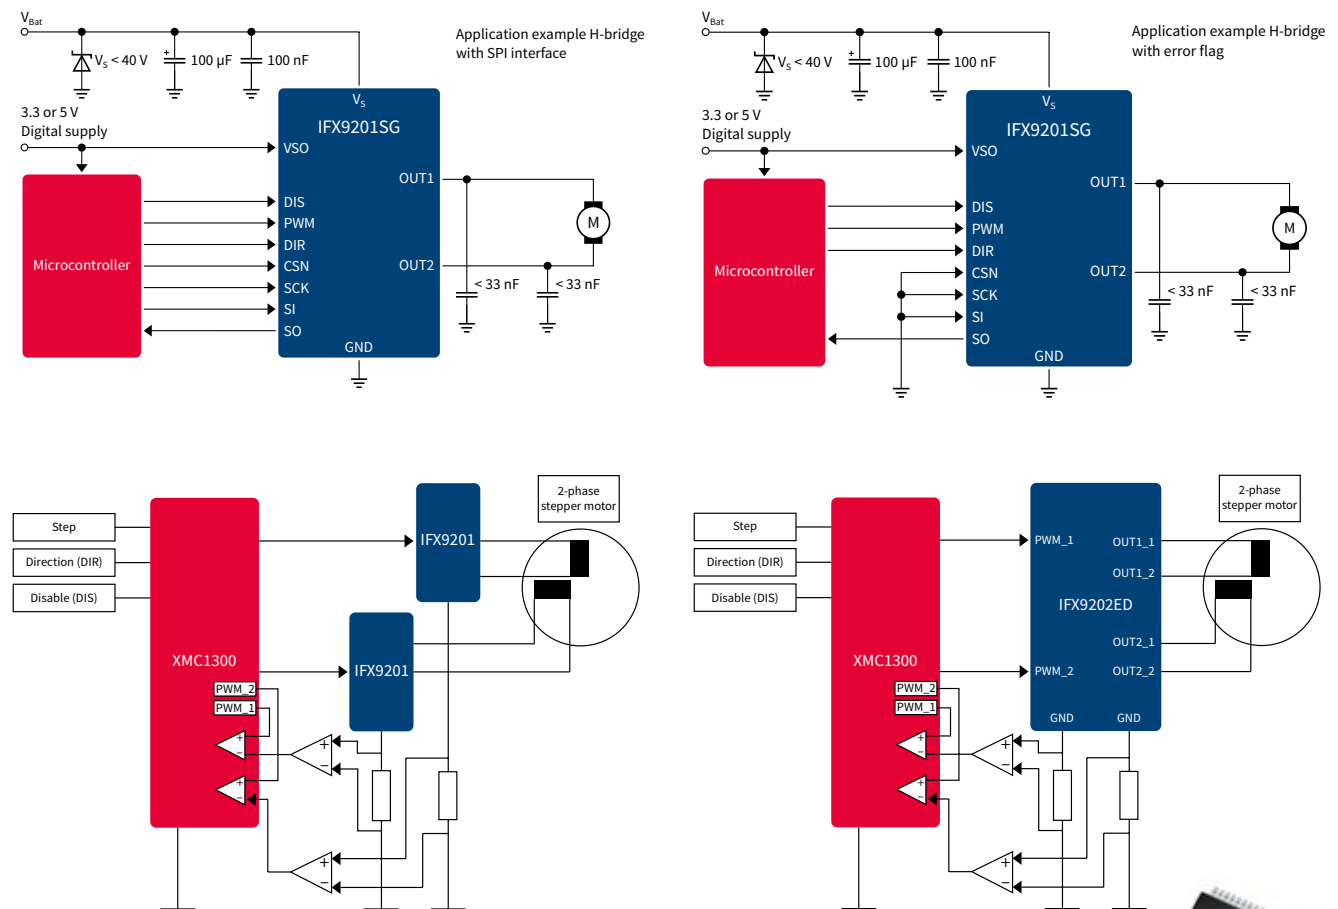 V_Bat
V_S < 40 V
+
100 µF
100 nF
Application example H-bridge
with SPI interface
3.3 or 5 V
Digital supply
V_S
IFX9201SG
VSO
OUT1
DIS
PWM
DIR
CSN
SCK
SI
SO
OUT2
GND
Microcontroller
M
< 33 nF
< 33 nF
V_Bat
V_S < 40 V
+
100 µF
100 nF
Application example H-bridge
with error flag
3.3 or 5 V
Digital supply
V_S
IFX9201SG
VSO
OUT1
DIS
PWM
DIR
CSN
SCK
SI
SO
OUT2
GND
Microcontroller
M
< 33 nF
< 33 nF
Step
Direction (DIR)
Disable (DIS)
XMC1300
PWM_2
PWM_1
+
−
+
−
+
−
+
−
IFX9201
IFX9201
2-phase
stepper motor
Step
Direction (DIR)
Disable (DIS)
XMC1300
PWM_2
PWM_1
+
−
+
−
+
−
+
−
PWM_1
OUT1_1
OUT1_2
IFX9202ED
OUT2_1
PWM_2
OUT2_2
GND
GND
2-phase
stepper motor